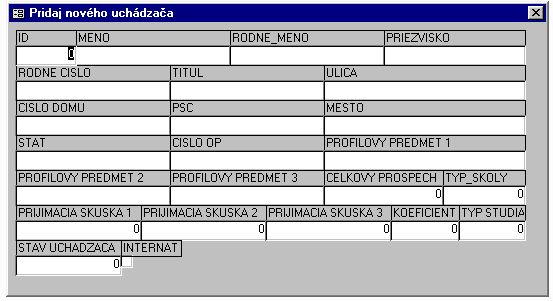 Pridaj nového uchádzača
ID MENO RODNE_MENO PRIEZVISKO
0
RODNE CISLO TITUL ULICA
CISLO DOMU PSC MESTO
STAT CISLO OP PROFILOVY PREDMET 1
PROFILOVY PREDMET 2 PROFILOVY PREDMET 3 CELKOVY PROSPECH TYP_SKOLY
0 0
PRIJIMACIA SKUSKA 1 PRIJIMACIA SKUSKA 2 PRIJIMACIA SKUSKA 3 KOEFICIENT TYP STUDIA
0 0 0 0 0
STAV UCHADZACA INTERNAT
0